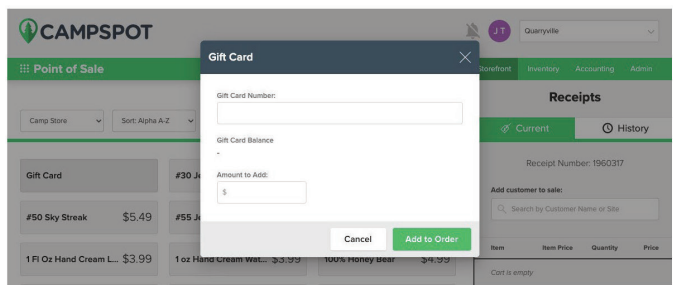 CAMPSPOT
JT
Quarryville
Point of Sale
Storefront
Inventory
Accounting
Admin
Gift Card
Gift Card Number:
Gift Card Balance
-
Amount to Add:
$
Cancel
Add to Order
Camp Store
Sort: Alpha A-Z
Gift Card
#30 Je
#50 Sky Streak $5.49
#55 Je
1 Fl Oz Hand Cream L... $3.99
1 oz Hand Cream Wat... $3.99
100% Honey Bear $4.99
Receipts
Current
History
Receipt Number: 1960317
Add customer to sale:
Search by Customer Name or Site
Item Item Price Quantity Price
Cart is empty